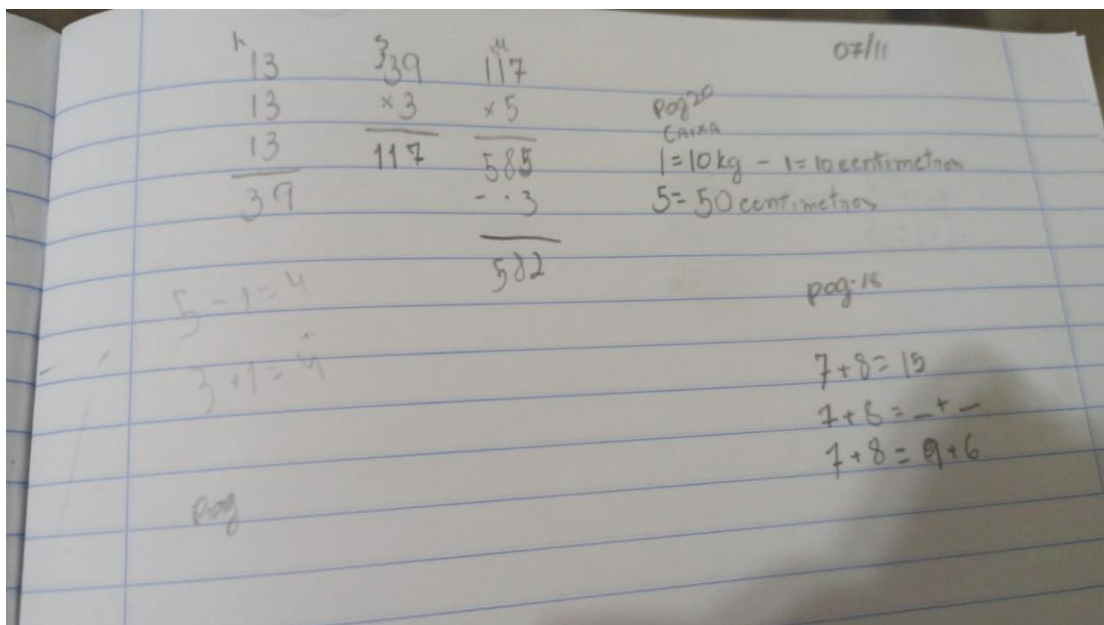 07/11
1
13
13
13
39
3
39
×3
117
117
×5
585
- . 3
582
pag 20
CAIXA
1=10kg - 1=10 centimetros
5=50 centimetros
5-1=4
3+1=4
pag-18
7+8=15
7+8=_+_
7+8=9+6
pag